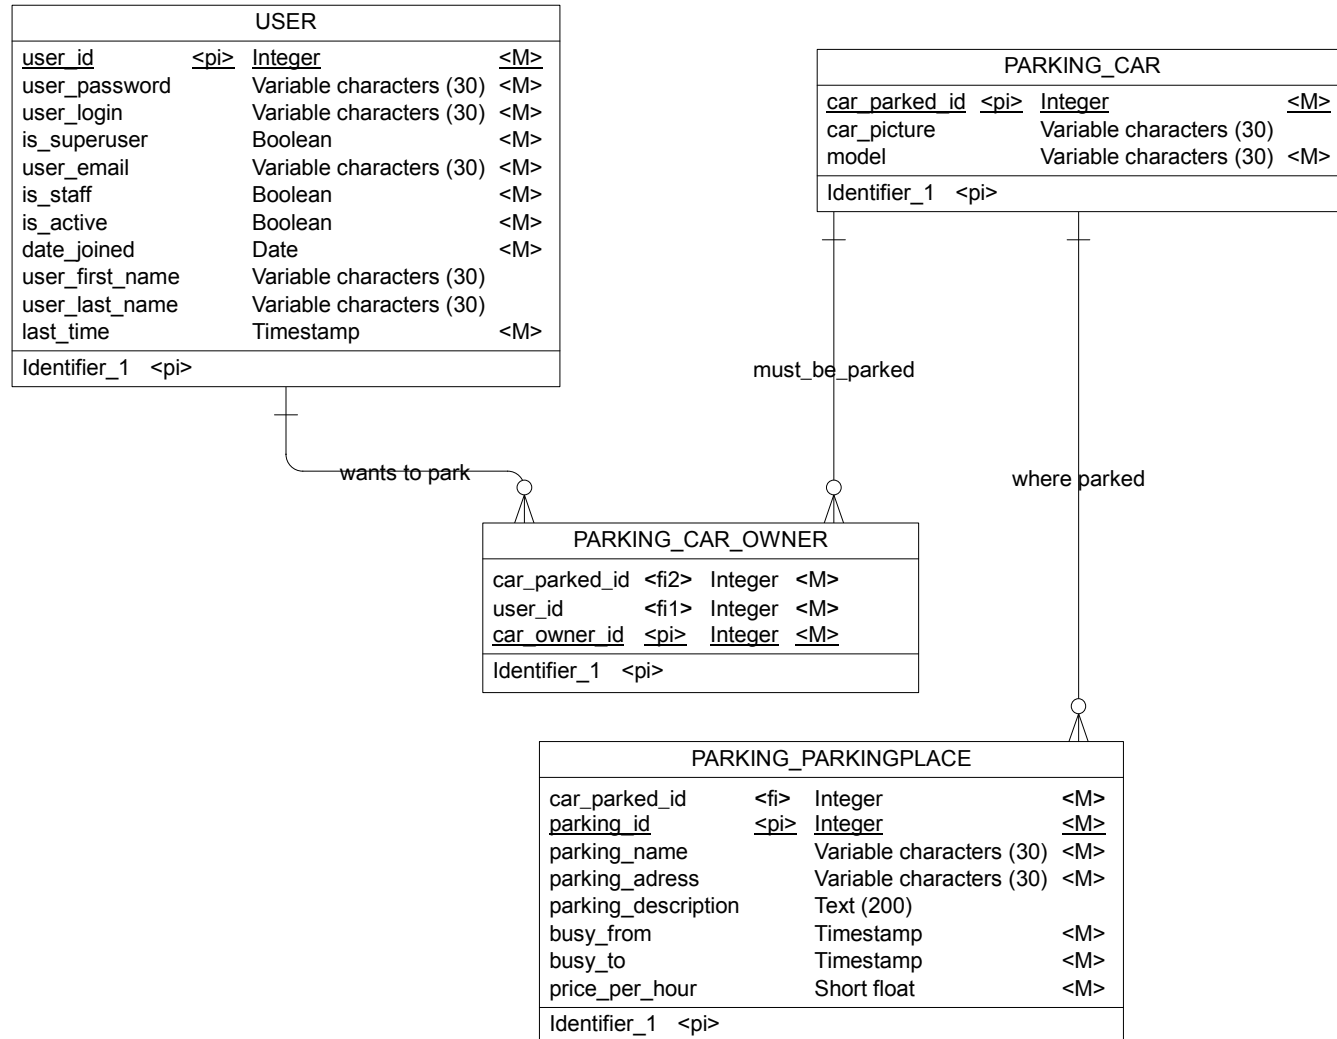 USER
user_id <pi> Integer <M>
user_password Variable characters (30) <M>
user_login Variable characters (30) <M>
is_superuser Boolean <M>
user_email Variable characters (30) <M>
is_staff Boolean <M>
is_active Boolean <M>
date_joined Date <M>
user_first_name Variable characters (30)
user_last_name Variable characters (30)
last_time Timestamp <M>
Identifier_1 <pi>
PARKING_CAR
car_parked_id <pi> Integer <M>
car_picture Variable characters (30)
model Variable characters (30) <M>
Identifier_1 <pi>
must_be_parked
wants to park
where parked
PARKING_CAR_OWNER
car_parked_id <fi2> Integer <M>
user_id <fi1> Integer <M>
car_owner_id <pi> Integer <M>
Identifier_1 <pi>
PARKING_PARKINGPLACE
car_parked_id <fi> Integer <M>
parking_id <pi> Integer <M>
parking_name Variable characters (30) <M>
parking_adress Variable characters (30) <M>
parking_description Text (200)
busy_from Timestamp <M>
busy_to Timestamp <M>
price_per_hour Short float <M>
Identifier_1 <pi>